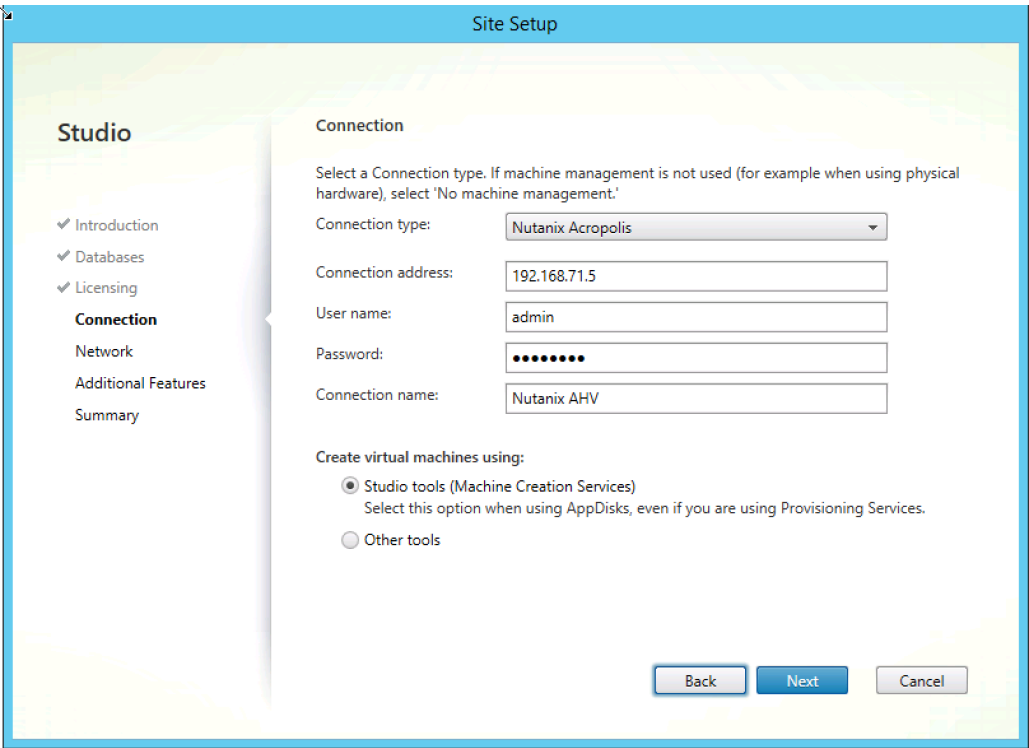 Site Setup
Studio
Introduction
Databases
Licensing
Connection
Network
Additional Features
Summary
Connection
Select a Connection type. If machine management is not used (for example when using physical
hardware), select 'No machine management.'
Connection type:
Nutanix Acropolis
Connection address:
192.168.71.5
User name:
admin
Password:
••••••••
Connection name:
Nutanix AHV
Create virtual machines using:
Studio tools (Machine Creation Services)
Select this option when using AppDisks, even if you are using Provisioning Services.
Other tools
Back
Next
Cancel